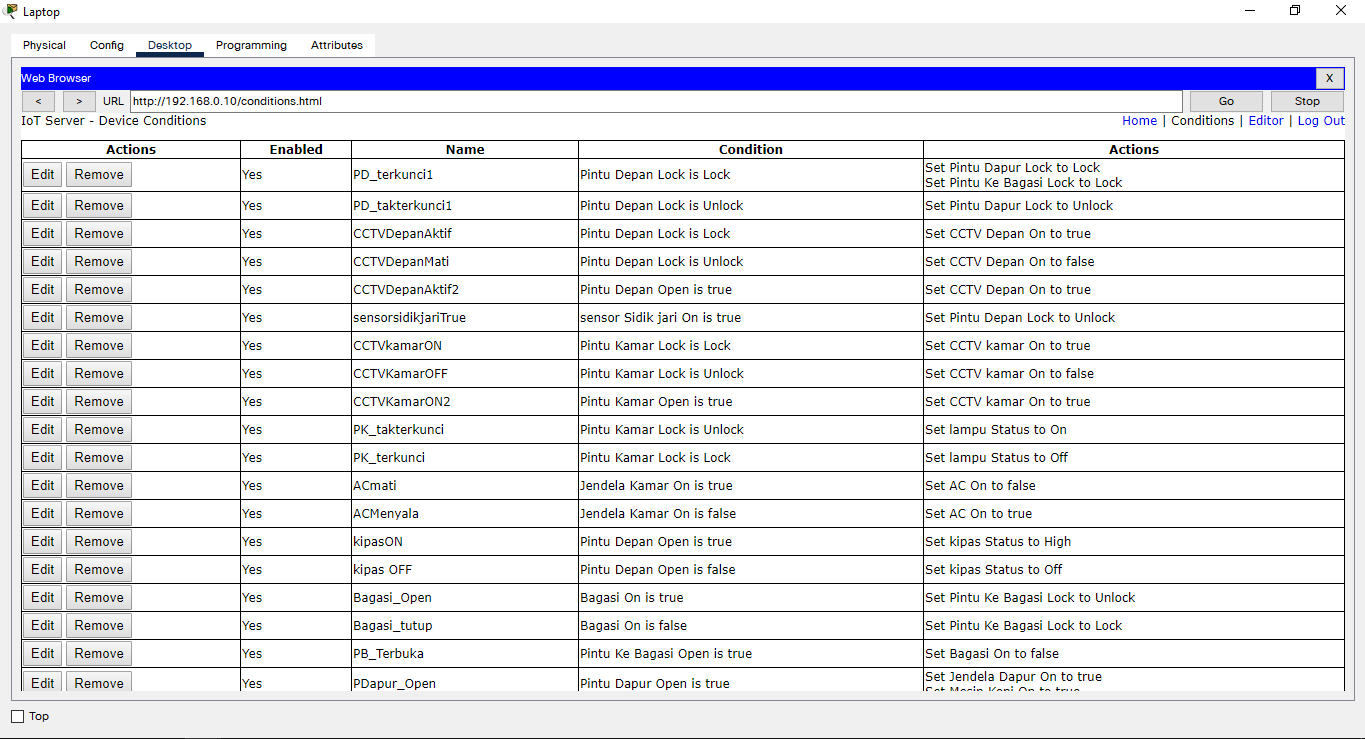 Laptop
Physical Config Desktop Programming Attributes
Web Browser X
< > URL http://192.168.0.10/conditions.html Go Stop
IoT Server - Device Conditions Home | Conditions | Editor | Log Out
Actions Enabled Name Condition Actions
Edit Remove Yes PD_terkunci1 Pintu Depan Lock is Lock Set Pintu Dapur Lock to Lock
Set Pintu Ke Bagasi Lock to Lock
Edit Remove Yes PD_takterkunci1 Pintu Depan Lock is Unlock Set Pintu Dapur Lock to Unlock
Edit Remove Yes CCTVDepanAktif Pintu Depan Lock is Lock Set CCTV Depan On to true
Edit Remove Yes CCTVDepanMati Pintu Depan Lock is Unlock Set CCTV Depan On to false
Edit Remove Yes CCTVDepanAktif2 Pintu Depan Open is true Set CCTV Depan On to true
Edit Remove Yes sensorsidikjariTrue sensor Sidik jari On is true Set Pintu Depan Lock to Unlock
Edit Remove Yes CCTVkamarON Pintu Kamar Lock is Lock Set CCTV kamar On to true
Edit Remove Yes CCTVKamarOFF Pintu Kamar Lock is Unlock Set CCTV kamar On to false
Edit Remove Yes CCTVKamarON2 Pintu Kamar Open is true Set CCTV kamar On to true
Edit Remove Yes PK_takterkunci Pintu Kamar Lock is Unlock Set lampu Status to On
Edit Remove Yes PK_terkunci Pintu Kamar Lock is Lock Set lampu Status to Off
Edit Remove Yes ACmati Jendela Kamar On is true Set AC On to false
Edit Remove Yes ACMenyala Jendela Kamar On is false Set AC On to true
Edit Remove Yes kipasON Pintu Depan Open is true Set kipas Status to High
Edit Remove Yes kipas OFF Pintu Depan Open is false Set kipas Status to Off
Edit Remove Yes Bagasi_Open Bagasi On is true Set Pintu Ke Bagasi Lock to Unlock
Edit Remove Yes Bagasi_tutup Bagasi On is false Set Pintu Ke Bagasi Lock to Lock
Edit Remove Yes PB_Terbuka Pintu Ke Bagasi Open is true Set Bagasi On to false
Edit Remove Yes PDapur_Open Pintu Dapur Open is true Set Jendela Dapur On to true
Set Mesin Kopi On to true
Top